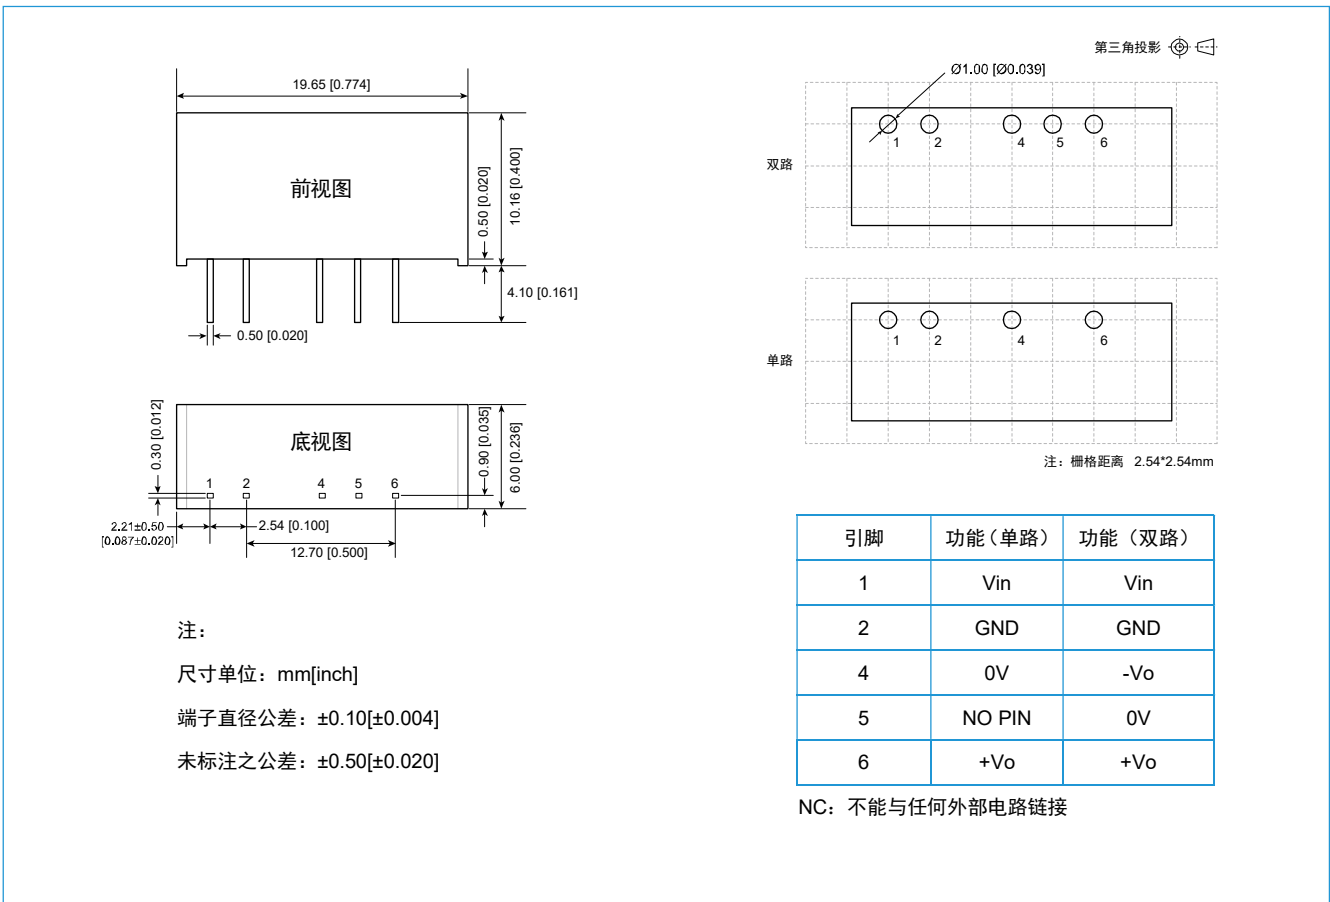 第三角投影
19.65 [0.774]
前视图
0.50 [0.020]
10.16 [0.400]
4.10 [0.161]
0.50 [0.020]
Ø1.00 [Ø0.039]
双路
1 2 4 5 6
单路
1 2 4 6
注：栅格距离 2.54*2.54mm
底视图
0.30 [0.012]
0.90 [0.035]
6.00 [0.236]
1 2 4 5 6
2.21±0.50
[0.087±0.020]
2.54 [0.100]
12.70 [0.500]
注：
尺寸单位：mm[inch]
端子直径公差：±0.10[±0.004]
未标注之公差：±0.50[±0.020]
引脚 功能（单路） 功能（双路）
1 Vin Vin
2 GND GND
4 0V -Vo
5 NO PIN 0V
6 +Vo +Vo
NC：不能与任何外部电路链接